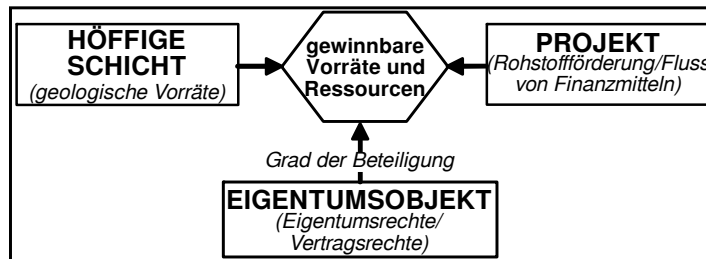 HÖFFIGE
SCHICHT
(geologische Vorräte)
gewinnbare
Vorräte und
Ressourcen
PROJEKT
(Rohstoffförderung/Fluss
von Finanzmitteln)
Grad der Beteiligung
EIGENTUMSOBJEKT
(Eigentumsrechte/
Vertragsrechte)